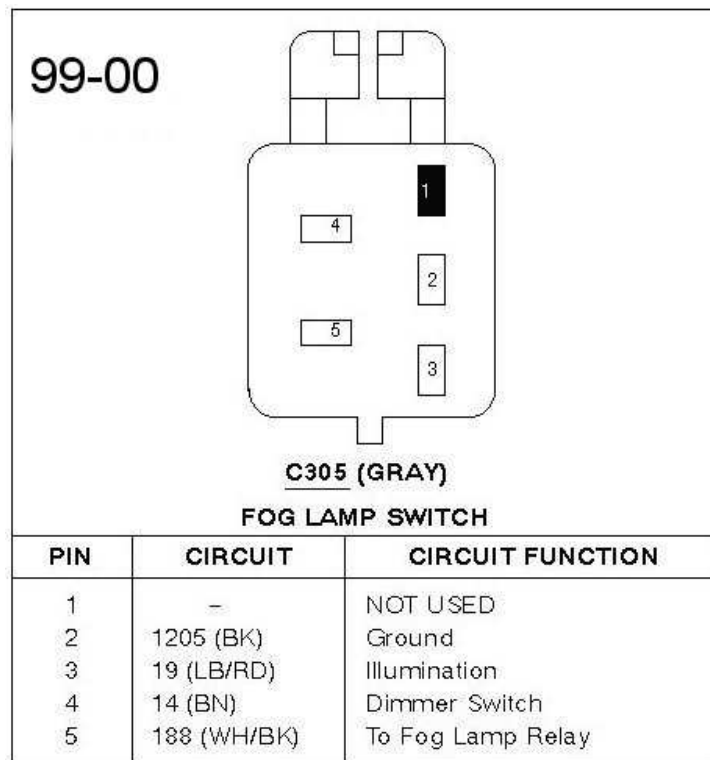 99-00
1
4
2
5
3
C305 (GRAY)
FOG LAMP SWITCH
PIN CIRCUIT CIRCUIT FUNCTION
1 – NOT USED
2 1205 (BK) Ground
3 19 (LB/RD) Illumination
4 14 (BN) Dimmer Switch
5 188 (WH/BK) To Fog Lamp Relay